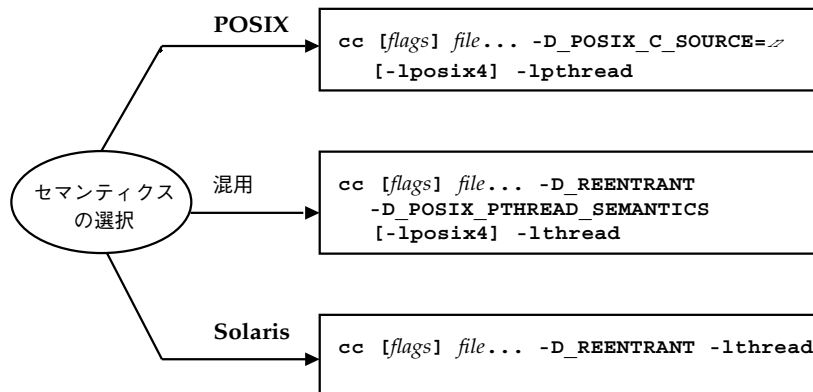 POSIX
cc [flags] file... -D_POSIX_C_SOURCE=
[-lposix4] -lpthread
セマンティクス
の選択
混用
cc [flags] file... -D_REENTRANT
-D_POSIX_PTHREAD_SEMANTICS
[-lposix4] -lthread
Solaris
cc [flags] file... -D_REENTRANT -lthread